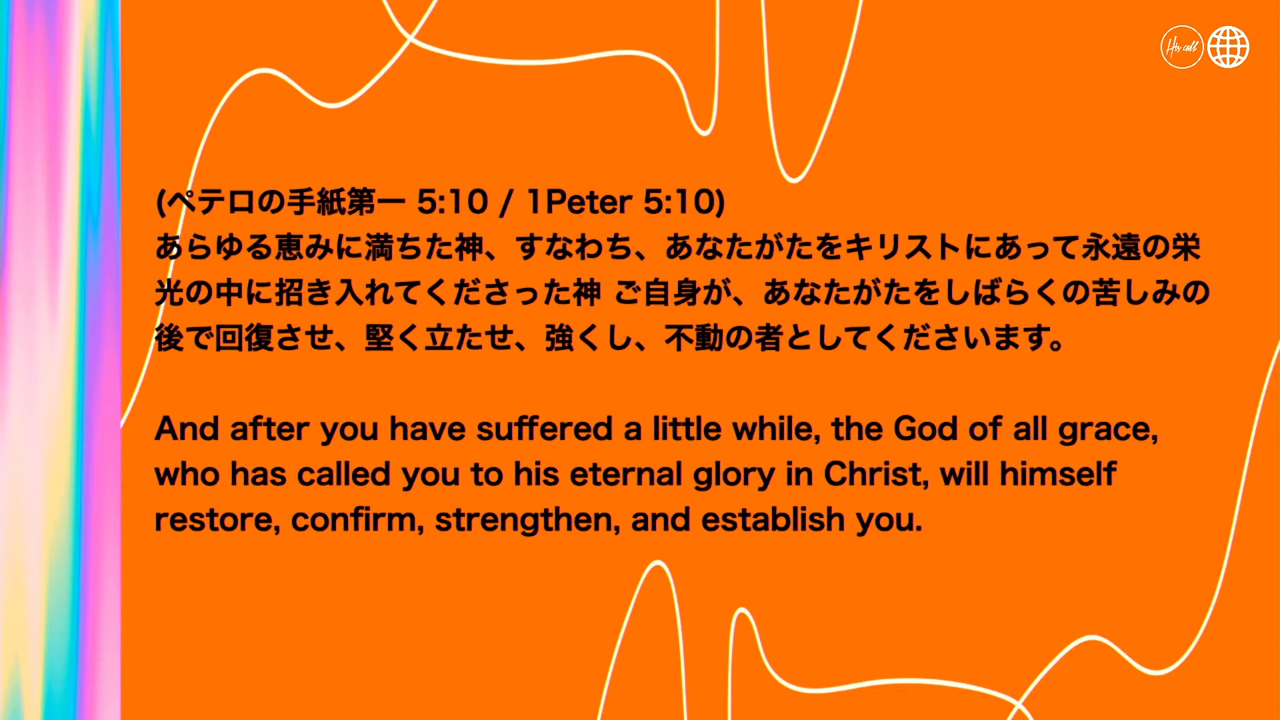 His call
(ペテロの手紙第一 5:10 / 1Peter 5:10)
あらゆる恵みに満ちた神、すなわち、あなたがたをキリストにあって永遠の栄
光の中に招き入れてくださった神 ご自身が、あなたがたをしばらくの苦しみの
後で回復させ、堅く立たせ、強くし、不動の者としてくださいます。
And after you have suffered a little while, the God of all grace,
who has called you to his eternal glory in Christ, will himself
restore, confirm, strengthen, and establish you.